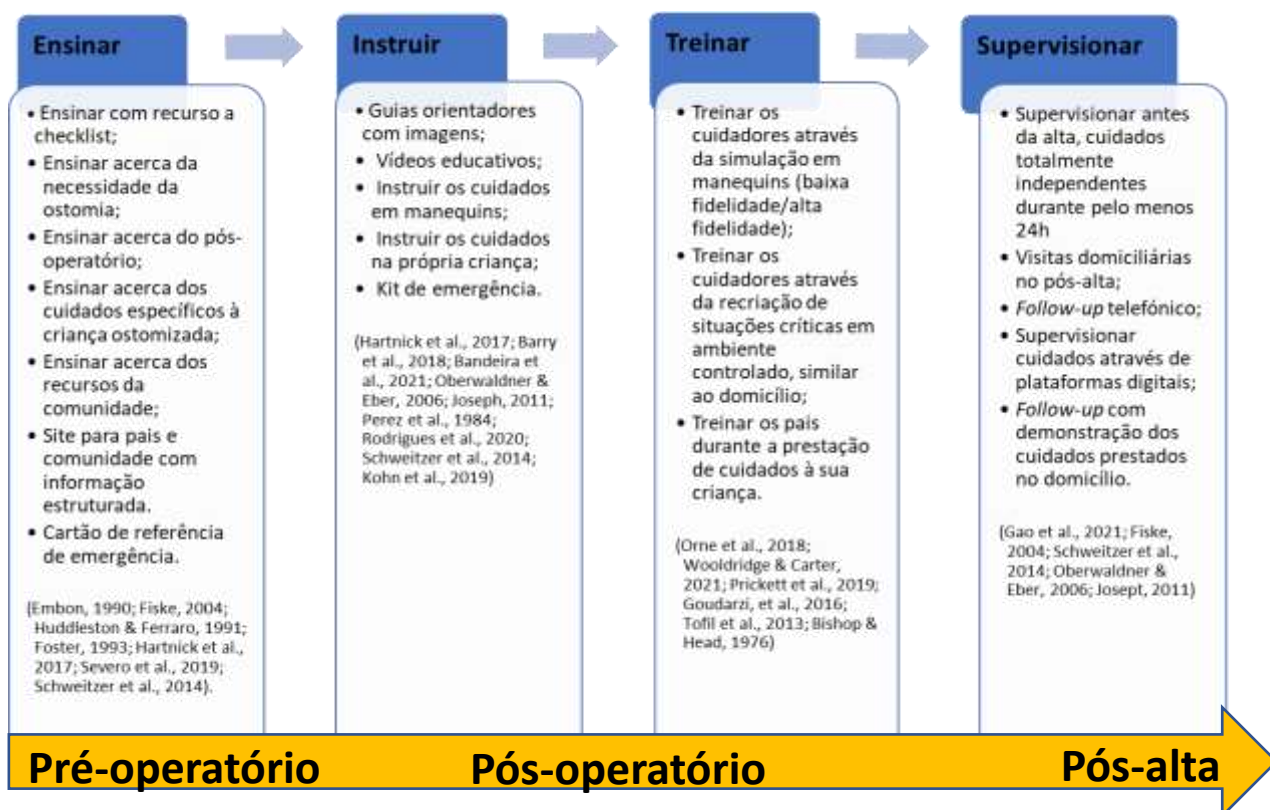 Ensinar
• Ensinar com recurso a
checklist;
• Ensinar acerca da
necessidade da
ostomia;
• Ensinar acerca do pós-
operatório;
• Ensinar acerca dos
cuidados específicos à
criança ostomizada;
• Ensinar acerca dos
recursos da
comunidade;
• Site para pais e
comunidade com
informação
estruturada.
• Cartão de referência
de emergência.
(Embon, 1990; Fiske, 2004;
Huddleston & Ferraro, 1991;
Foster, 1993; Hartnick et al.,
2017; Severo et al., 2019;
Schweitzer et al., 2014).
Instruir
• Guias orientadores
com imagens;
• Vídeos educativos;
• Instruir os cuidados
em manequins;
• Instruir os cuidados
na própria criança;
• Kit de emergência.
(Hartnick et al., 2017; Barry
et al., 2018; Bandeira et
al., 2021; Oberwaldner &
Eber, 2006; Joseph, 2011;
Perez et al., 1984;
Rodrigues et al., 2020;
Schweitzer et al., 2014;
Kohn et al., 2019)
Treinar
• Treinar os
cuidadores através
da simulação em
manequins (baixa
fidelidade/alta
fidelidade);
• Treinar os
cuidadores através
da recriação de
situações críticas em
ambiente
controlado, similar
ao domicílio;
• Treinar os pais
durante a prestação
de cuidados à sua
criança.
(Orne et al., 2018;
Wooldridge & Carter,
2021; Prickett et al., 2019;
Goudarzi, et al., 2016;
Tofil et al., 2013; Bishop &
Head, 1976)
Supervisionar
• Supervisionar antes
da alta, cuidados
totalmente
independentes
durante pelo menos
24h
• Visitas domiciliárias
no pós-alta;
• Follow-up telefónico;
• Supervisionar
cuidados através de
plataformas digitais;
• Follow-up com
demonstração dos
cuidados prestados
no domicílio.
(Gao et al., 2021; Fiske,
2004; Schweitzer et al.,
2014; Oberwaldner &
Eber, 2006; Josept, 2011)
Pré-operatório Pós-operatório Pós-alta